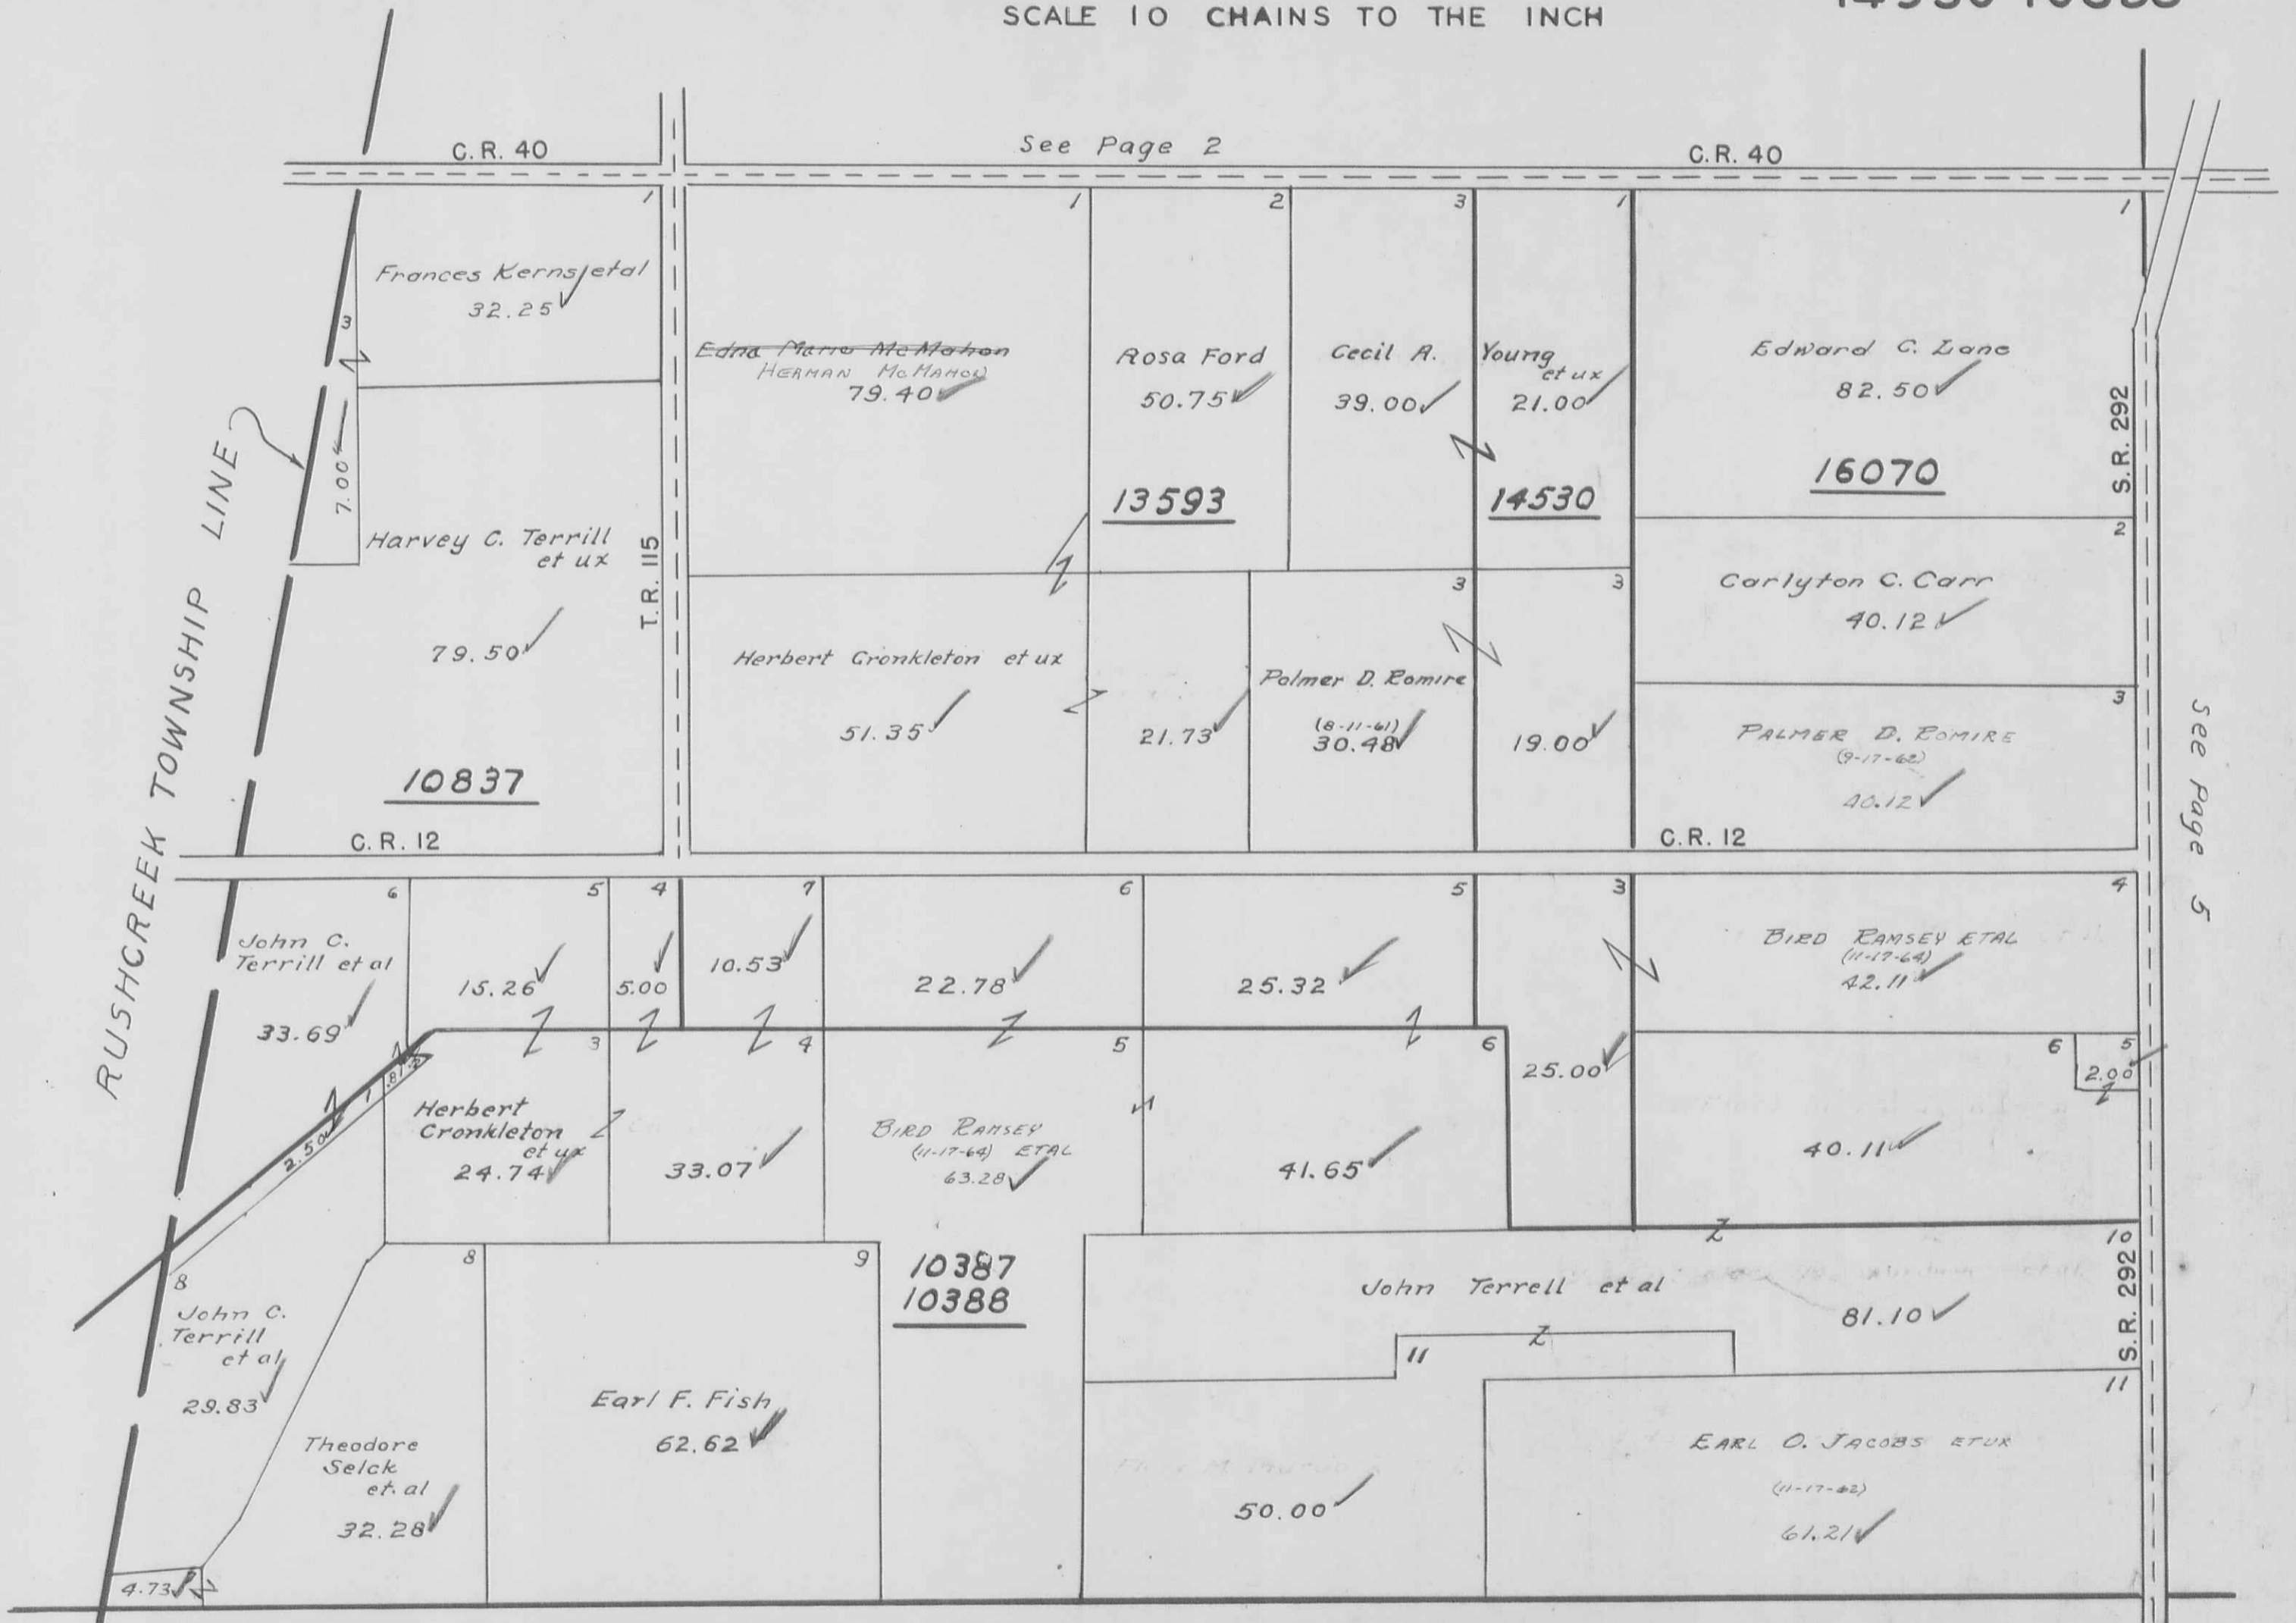 SCALE 10 CHAINS TO THE INCH
C.R. 40
See Page 2
C.R. 40
1
1
2
3
1
1
Frances Kerns etal
32.25
3
7.00
Edna Marie McMahon
HERMAN McMAHON
79.40
Rosa Ford
50.75
13593
Cecil A.
39.00
Young
et ux
21.00
14530
Edward C. Lane
82.50
16070
S.R. 292
RUSHCREEK TOWNSHIP LINE
Harvey C. Terrill
et ux
79.50
10837
T.R. 115
2
3
3
Carlyton C. Carr
40.12
Herbert Cronkleton et ux
51.35
21.73
Palmer D. Romire
(8-11-61)
30.48
19.00
3
PALMER D. ROMIRE
(9-17-62)
40.12
See Page 5
C.R. 12
C.R. 12
6
5
4
7
6
5
3
4
John C.
Terrill et al
33.69
15.26
5.00
10.53
22.78
25.32
BIRD RAMSEY ETAL
(11-17-64)
42.11
3
4
5
6
25.00
6
5
2.00
.81
2
1
2.50
Herbert
Cronkleton
et ux
24.74
33.07
BIRD RAMSEY
(11-17-64) ETAL
63.28
41.65
40.11
8
8
9
10387
10388
10
John C.
Terrill
et al
29.83
John Terrell et al
81.10
S.R. 292
11
11
Theodore
Selck
et. al
32.28
Earl F. Fish
62.62
50.00
EARL O. JACOBS ETUX
(11-17-62)
61.21
4.73